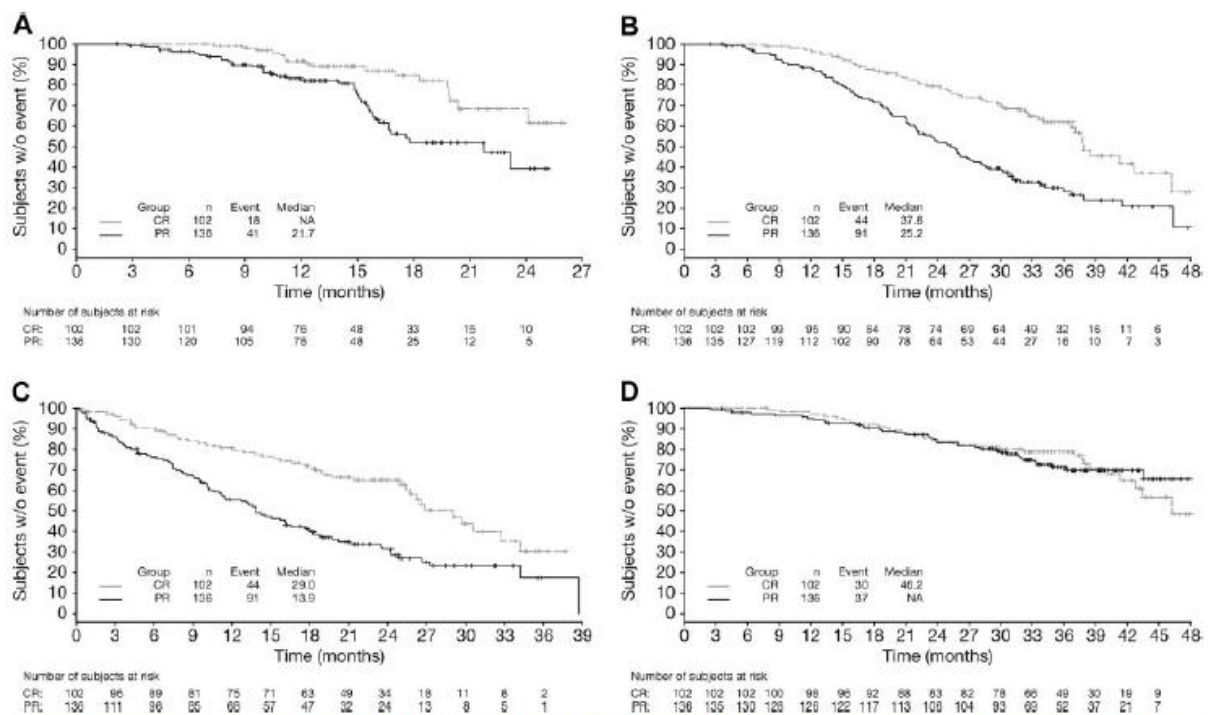 A
Subjects w/o event (%)
100
90
80
70
60
50
40
30
20
10
0
Group n Event Median
CR 102 18 NA
PR 136 41 21.7
0 3 6 9 12 15 18 21 24 27
Time (months)
Number of subjects at risk
CR: 102 102 101 94 76 48 33 15 10
PR: 136 130 120 105 78 48 25 12 5
B
Subjects w/o event (%)
100
90
80
70
60
50
40
30
20
10
0
Group n Event Median
CR 102 44 37.8
PR 136 91 25.2
0 3 6 9 12 15 18 21 24 27 30 33 36 39 42 45 48
Time (months)
Number of subjects at risk
CR: 102 102 102 99 95 90 84 78 74 69 64 49 32 16 11 6
PR: 136 135 127 119 112 102 90 78 64 53 44 27 16 10 7 3
C
Subjects w/o event (%)
100
90
80
70
60
50
40
30
20
10
0
Group n Event Median
CR 102 44 29.0
PR 136 91 13.9
0 3 6 9 12 15 18 21 24 27 30 33 36 39
Time (months)
Number of subjects at risk
CR: 102 96 89 81 75 71 63 49 34 18 11 8 2
PR: 136 111 96 85 66 57 47 32 24 13 8 5 1
D
Subjects w/o event (%)
100
90
80
70
60
50
40
30
20
10
0
Group n Event Median
CR 102 30 46.2
PR 136 37 NA
0 3 6 9 12 15 18 21 24 27 30 33 36 39 42 45 48
Time (months)
Number of subjects at risk
CR: 102 102 102 100 98 96 92 88 83 82 78 66 49 30 19 9
PR: 136 135 130 128 126 122 117 113 108 104 93 69 52 37 21 7